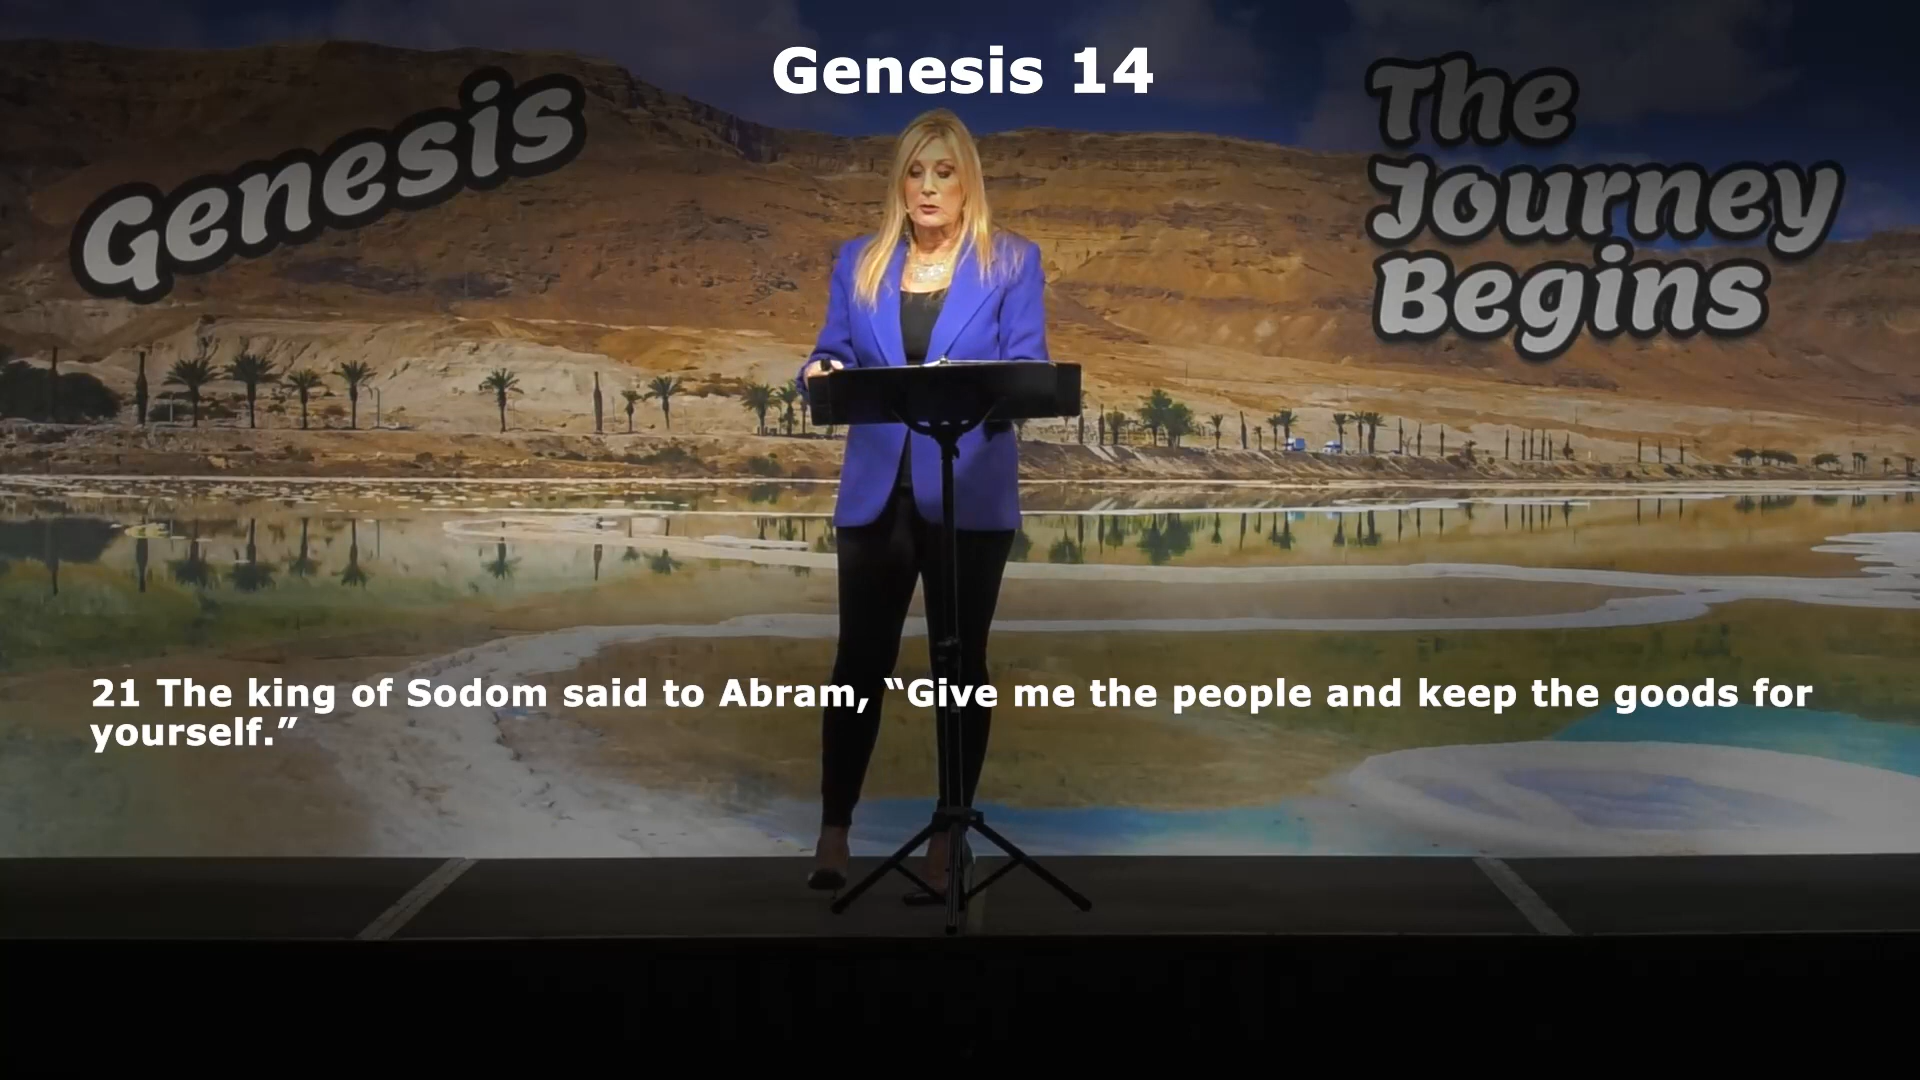 Genesis 14
Genesis
The
Journey
Begins
21 The king of Sodom said to Abram, “Give me the people and keep the goods for
yourself.”